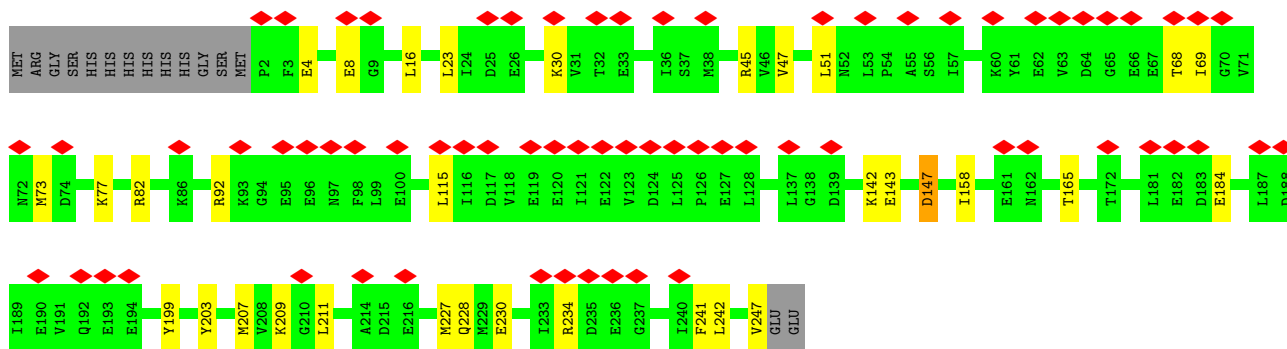 MET ARG GLY SER HIS HIS HIS HIS HIS HIS GLY SER MET P2 F3 E4 E8 G9 L16 L23 I24 D25 E26 K30 V31 T32 E33 I36 S37 M38 R45 V46 V47 L51 N52 L53 P54 A55 S56 I57 K60 Y61 E62 V63 D64 G65 E66 E67 T68 I69 G70 V71
N72 M73 D74 K77 R82 K86 R92 K93 G94 E95 E96 N97 F98 L99 E100 L115 I116 D117 V118 E119 E120 I121 E122 V123 D124 L125 P126 E127 L128 L137 G138 D139 K142 E143 D147 I158 E161 N162 T165 T172 L181 E182 D183 E184 L187 D188
I189 E190 V191 Q192 E193 E194 Y199 Y203 M207 V208 K209 G210 L211 A214 D215 E216 M227 Q228 M229 E230 I233 R234 D235 E236 G237 I240 F241 L242 V247 GLU GLU